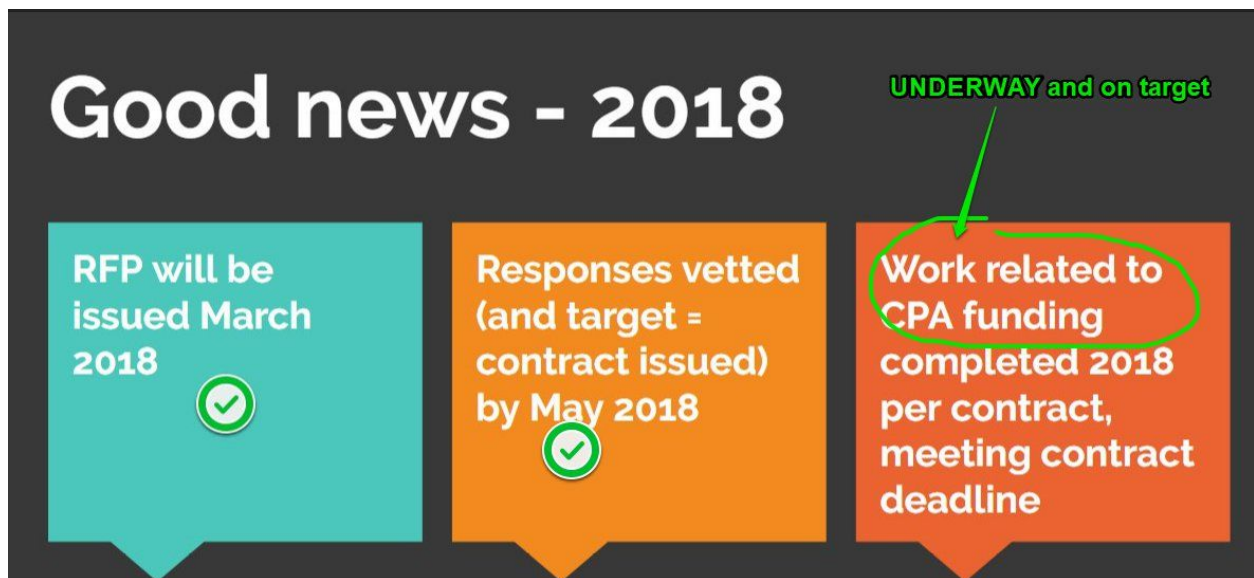 Good news - 2018
UNDERWAY and on target
RFP will be
issued March
2018
Responses vetted
(and target =
contract issued)
by May 2018
Work related to
CPA funding
completed 2018
per contract,
meeting contract
deadline